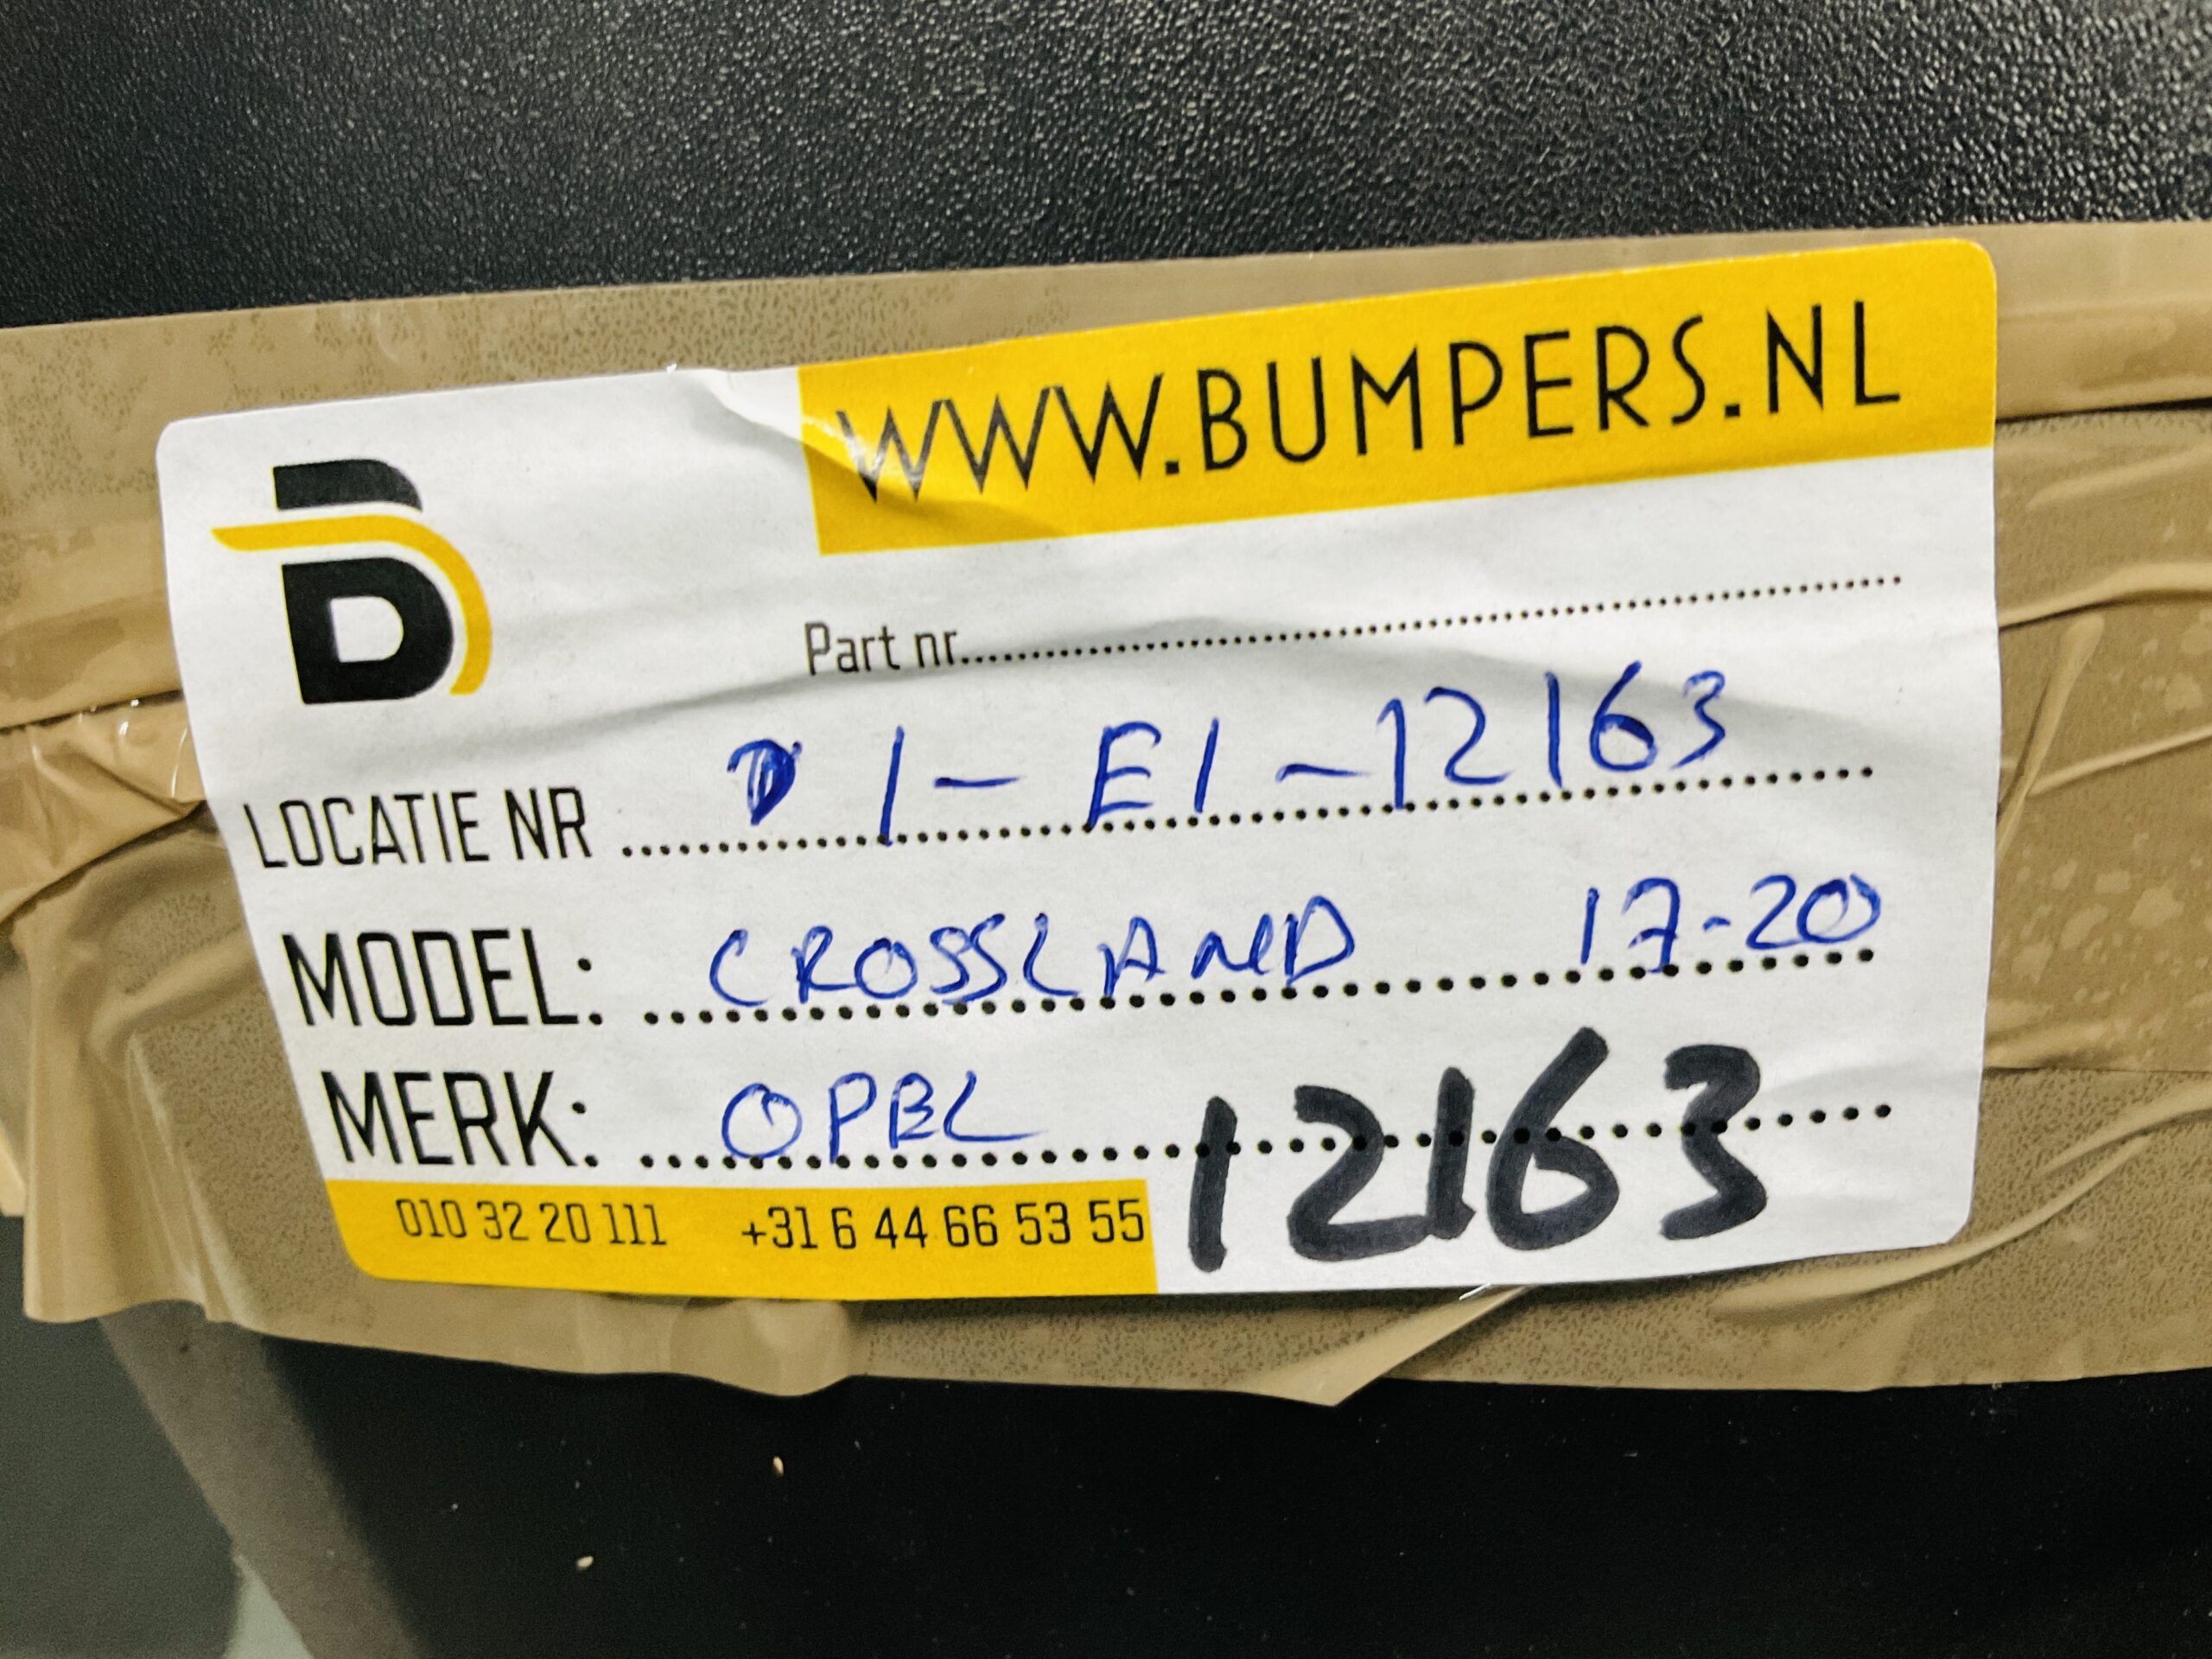 WWW.BUMPERS.NL
B
Part nr
LOCATIE NR D1-E1-12163
MODEL: CROSSLAND 17-20
MERK: OPEL
12163
010 32 20 111 +31 6 44 66 53 55